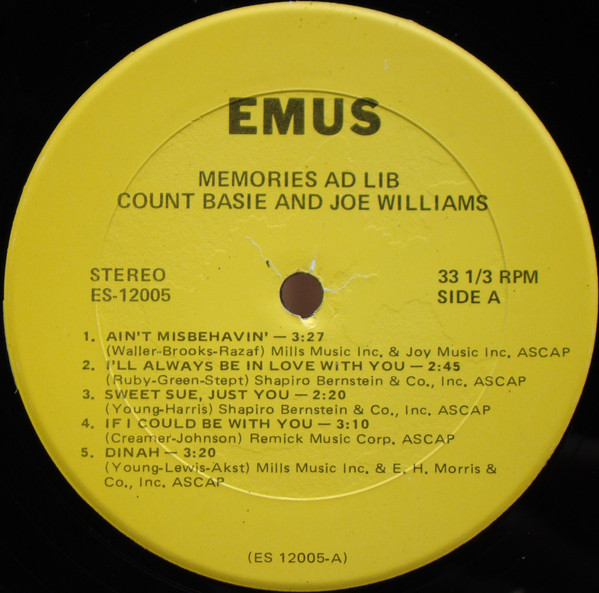 EMUS
MEMORIES AD LIB
COUNT BASIE AND JOE WILLIAMS
STEREO
ES-12005
33 1/3 RPM
SIDE A
1. AIN'T MISBEHAVIN' — 3:27
(Waller-Brooks-Razaf) Mills Music Inc. & Joy Music Inc. ASCAP
2. I'LL ALWAYS BE IN LOVE WITH YOU — 2:45
(Ruby-Green-Stept) Shapiro Bernstein & Co., Inc. ASCAP
3. SWEET SUE, JUST YOU — 2:20
(Young-Harris) Shapiro Bernstein & Co., Inc. ASCAP
4. IF I COULD BE WITH YOU — 3:10
(Creamer-Johnson) Remick Music Corp. ASCAP
5. DINAH — 3:20
(Young-Lewis-Akst) Mills Music Inc. & E. H. Morris &
Co., Inc. ASCAP
(ES 12005-A)